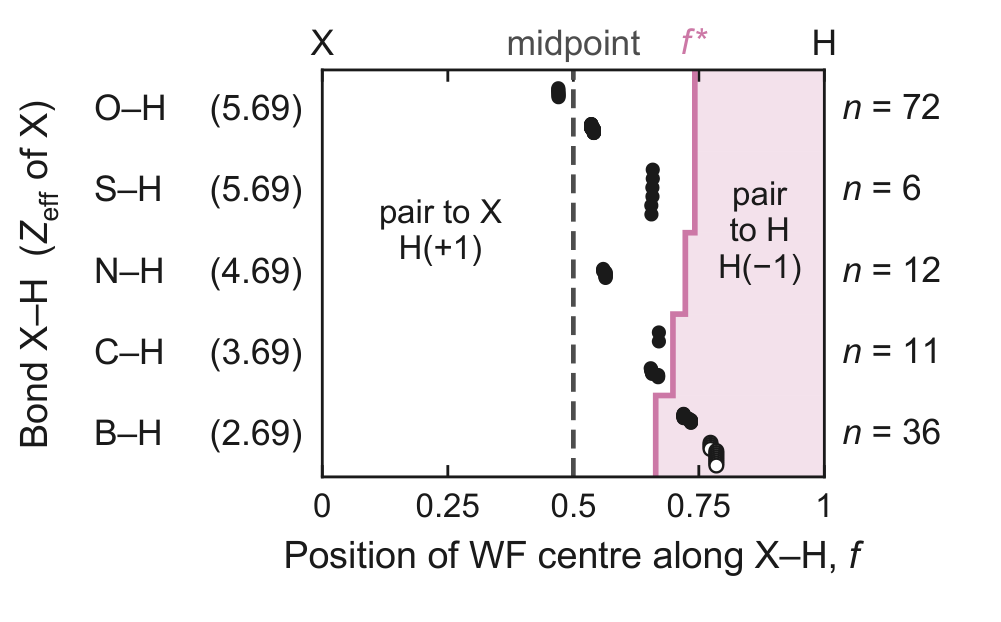 X midpoint f* H
Bond X–H (Zeff of X)
O–H (5.69) n = 72
S–H (5.69) n = 6
N–H (4.69) n = 12
C–H (3.69) n = 11
B–H (2.69) n = 36
pair to X
H(+1)
pair
to H
H(−1)
0 0.25 0.5 0.75 1
Position of WF centre along X–H, f